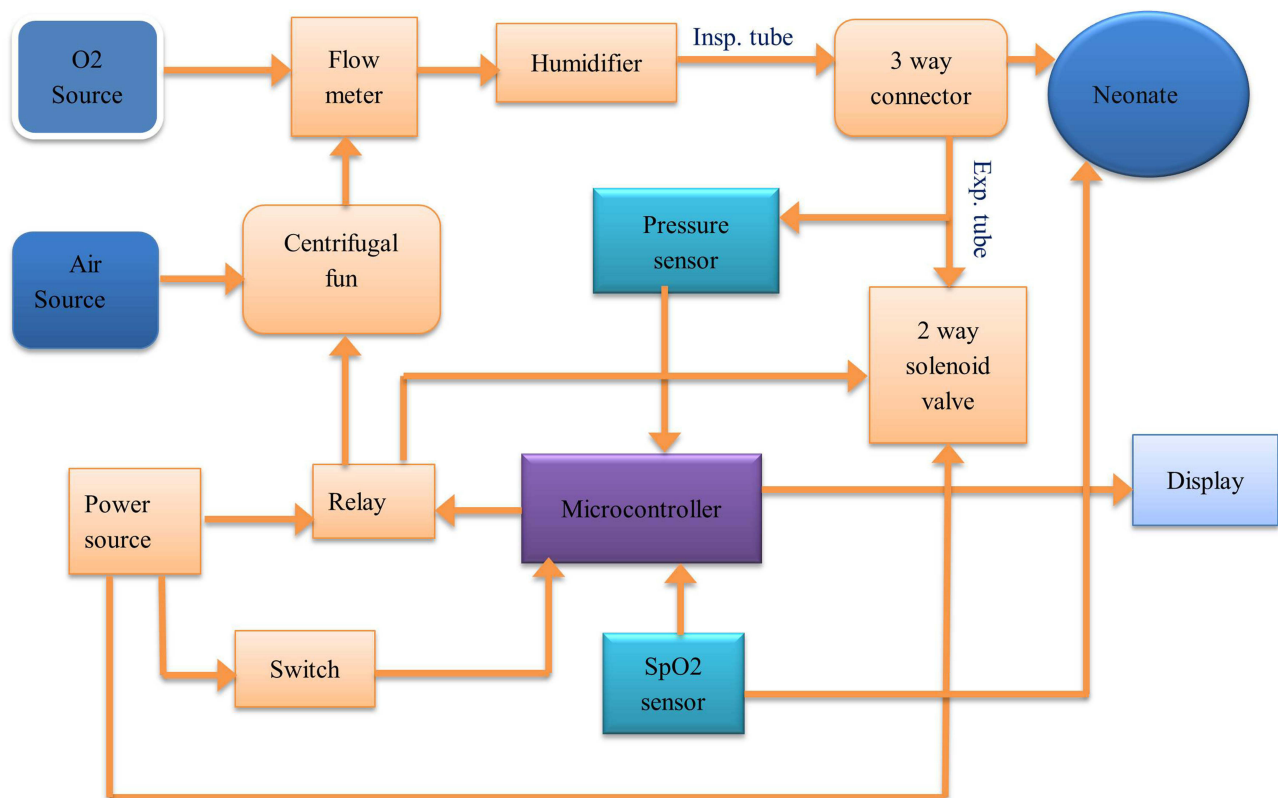 O2
Source
Flow
meter
Humidifier
Insp. tube
3 way
connector
Neonate
Exp. tube
Air
Source
Centrifugal
fun
Pressure
sensor
2 way
solenoid
valve
Power
source
Relay
Microcontroller
Display
Switch
SpO2
sensor